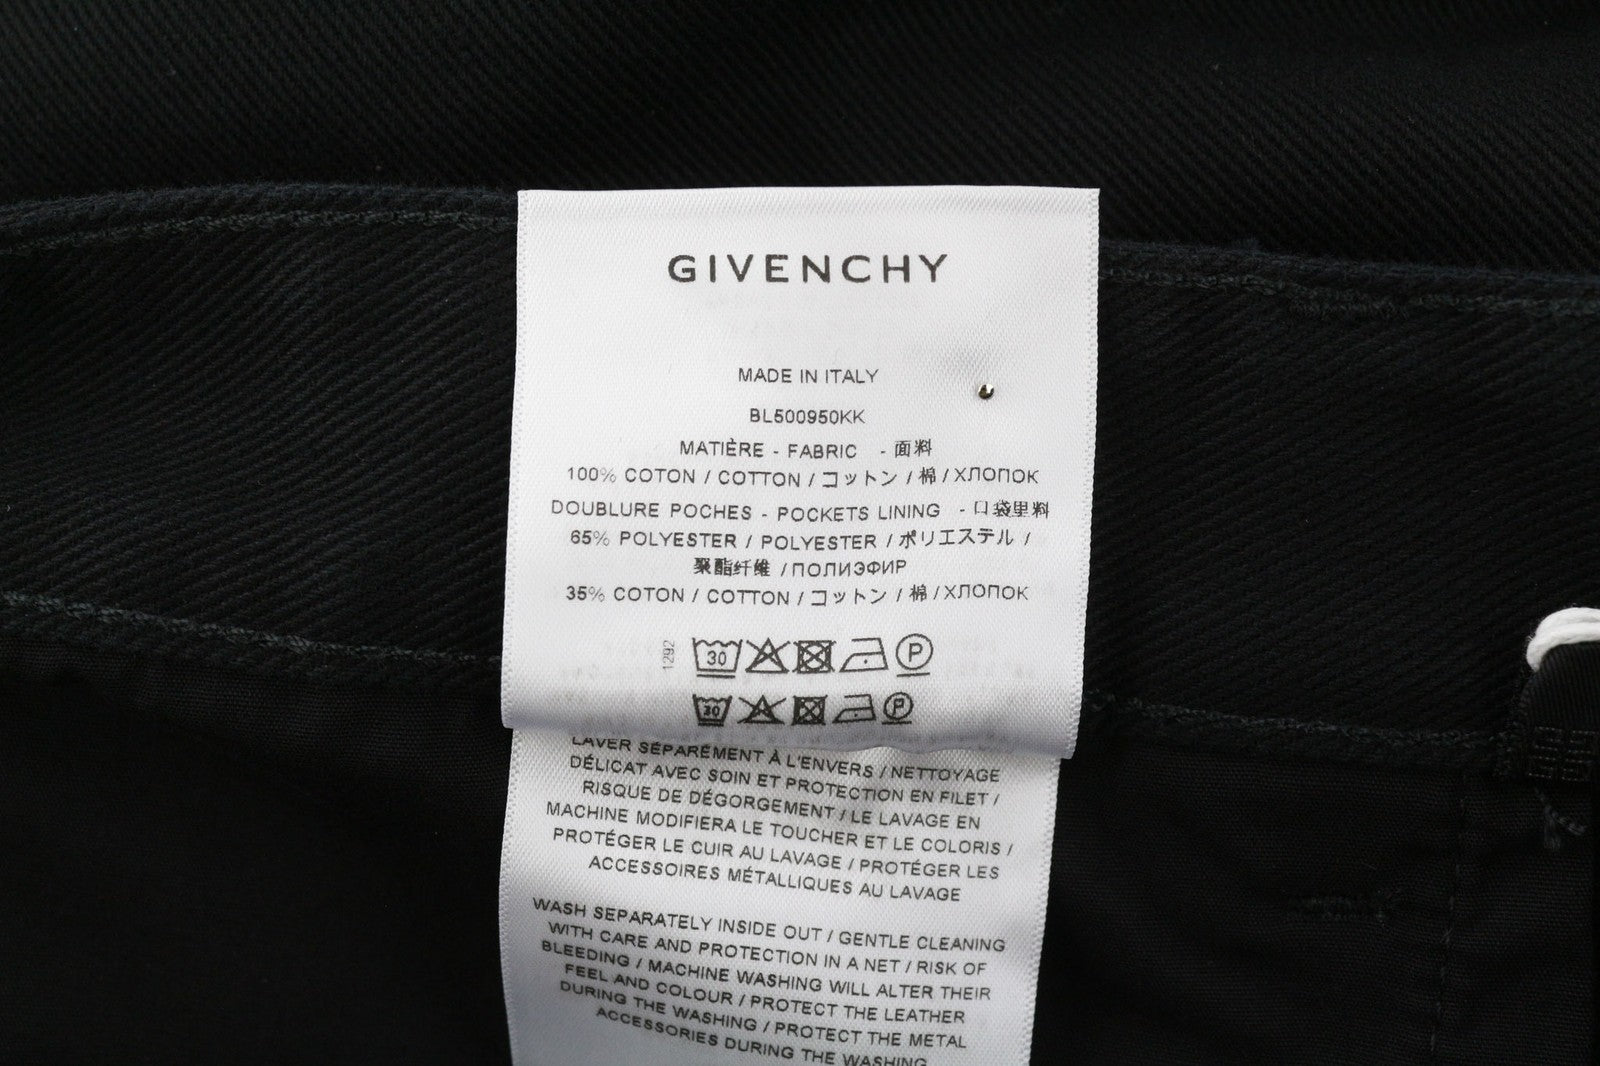 GIVENCHY
MADE IN ITALY
BL500950KK
MATIÈRE - FABRIC - 面料
100% COTON / COTTON / コットン / 棉 / ХЛОПОК
DOUBLURE POCHES - POCKETS LINING - 口袋里料
65% POLYESTER / POLYESTER / ポリエステル /
聚酯纤维 / ПОЛИЭФИР
35% COTON / COTTON / コットン / 棉 / ХЛОПОК
1292
30 P
30 P
LAVER SÉPARÉMENT À L'ENVERS / NETTOYAGE
DÉLICAT AVEC SOIN ET PROTECTION EN FILET /
RISQUE DE DÉGORGEMENT / LE LAVAGE EN
MACHINE MODIFIERA LE TOUCHER ET LE COLORIS /
PROTÉGER LE CUIR AU LAVAGE / PROTÉGER LES
ACCESSOIRES MÉTALLIQUES AU LAVAGE
WASH SEPARATELY INSIDE OUT / GENTLE CLEANING
WITH CARE AND PROTECTION IN A NET / RISK OF
BLEEDING / MACHINE WASHING WILL ALTER THEIR
FEEL AND COLOUR / PROTECT THE LEATHER
DURING THE WASHING / PROTECT THE METAL
ACCESSORIES DURING THE WASHING